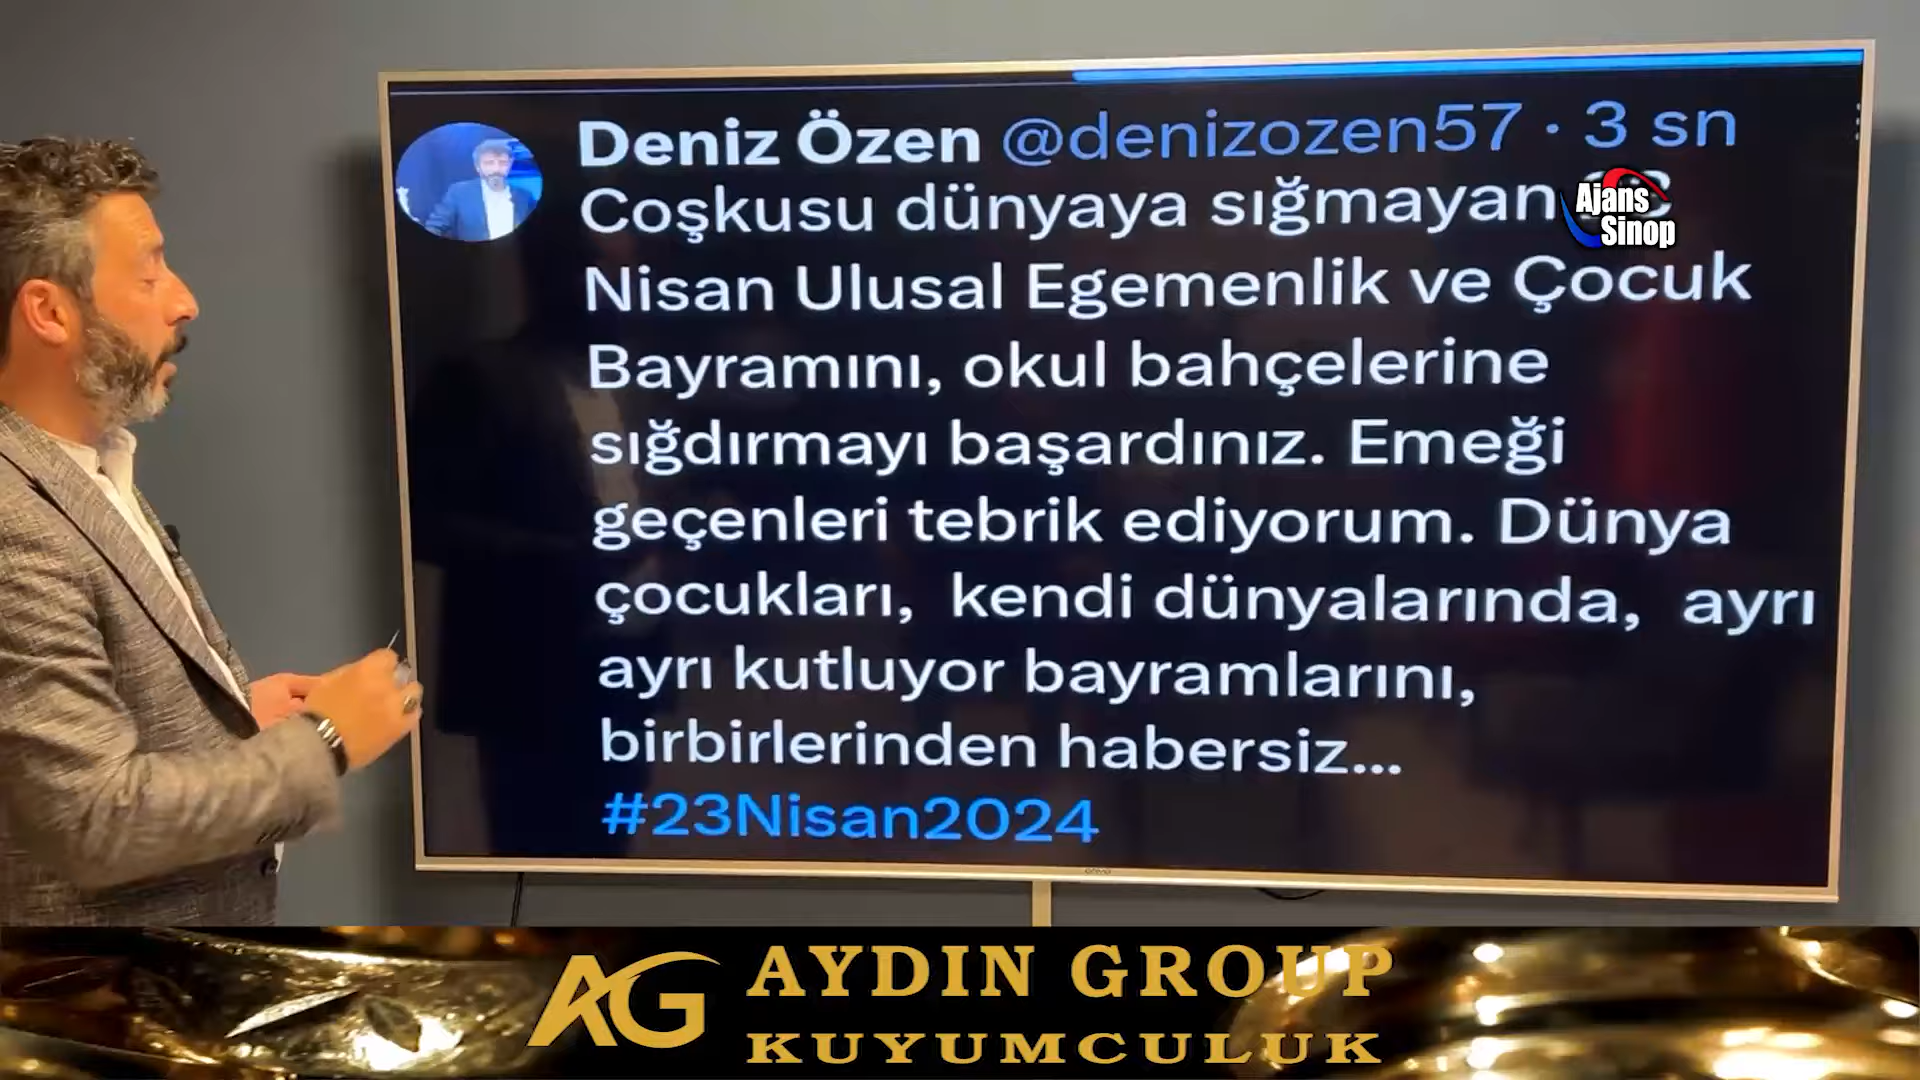 Deniz Özen @denizozen57 · 3 sn
Coşkusu dünyaya sığmayan
Ajans
Sinop
Nisan Ulusal Egemenlik ve Çocuk
Bayramını, okul bahçelerine
sığdırmayı başardınız. Emeği
geçenleri tebrik ediyorum. Dünya
çocukları, kendi dünyalarında, ayrı
ayrı kutluyor bayramlarını,
birbirlerinden habersiz...
#23Nisan2024
AG AYDIN GROUP
KUYUMCULUK